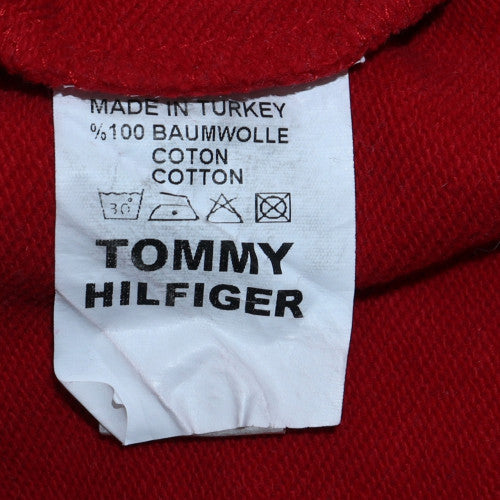 MADE IN TURKEY
%100 BAUMWOLLE
COTON
COTTON
30
TOMMY
HILFIGER